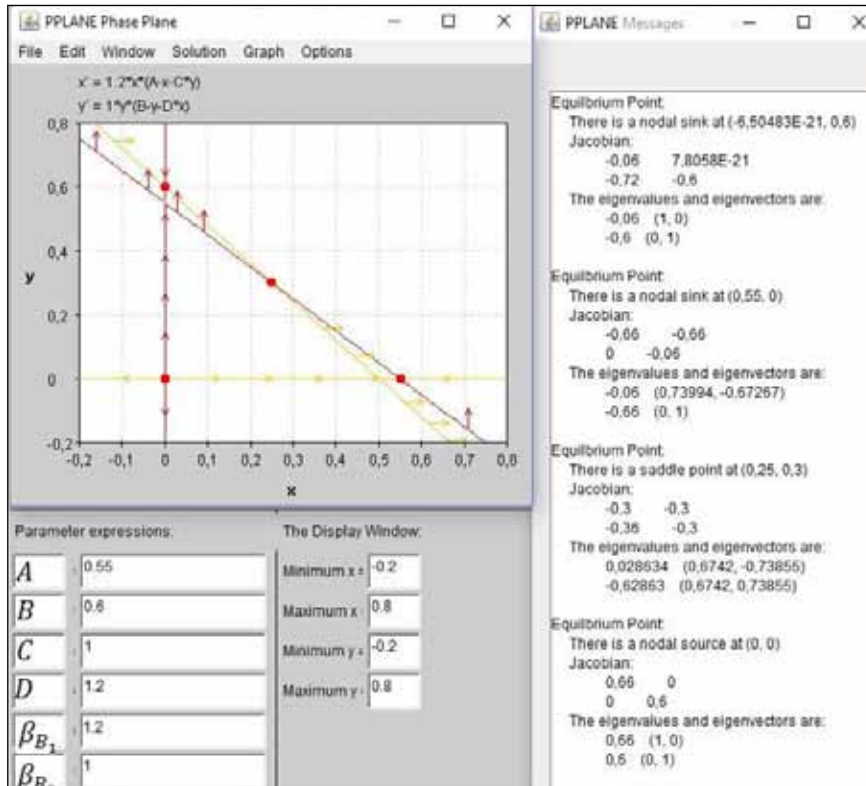 PPLANE Phase Plane
File Edit Window Solution Graph Options
x' = 1.2*x*(A-x-C*y)
y' = 1*y*(B-y-D*x)
0,8
0,6
0,4
y
0,2
0
-0,2
-0,2 -0,1 0 0,1 0,2 0,3 0,4 0,5 0,6 0,7 0,8
x
Parameter expressions:
The Display Window:
A = 0.55
B = 0.6
C = 1
D = 1.2
β_B₁ = 1.2
1
Minimum x = -0.2
Maximum x = 0.8
Minimum y = -0.2
Maximum y = 0.8
PPLANE Messages
Equilbrium Point:
There is a nodal sink at (-6,50483E-21, 0,6)
Jacobian:
-0,06 7,8058E-21
-0,72 -0,6
The eigenvalues and eigenvectors are:
-0,06 (1, 0)
-0,6 (0, 1)
Equilbrium Point:
There is a nodal sink at (0,55, 0)
Jacobian:
-0,66 -0,66
0 -0,06
The eigenvalues and eigenvectors are:
-0,06 (0,73994, -0,67267)
-0,66 (0, 1)
Equilbrium Point:
There is a saddle point at (0,25, 0,3)
Jacobian:
-0,3 -0,3
-0,36 -0,3
The eigenvalues and eigenvectors are:
0,028634 (0,6742, -0,73855)
-0,62863 (0,6742, 0,73855)
Equilbrium Point:
There is a nodal source at (0, 0)
Jacobian:
0,66 0
0 0,6
The eigenvalues and eigenvectors are:
0,66 (1, 0)
0,6 (0, 1)